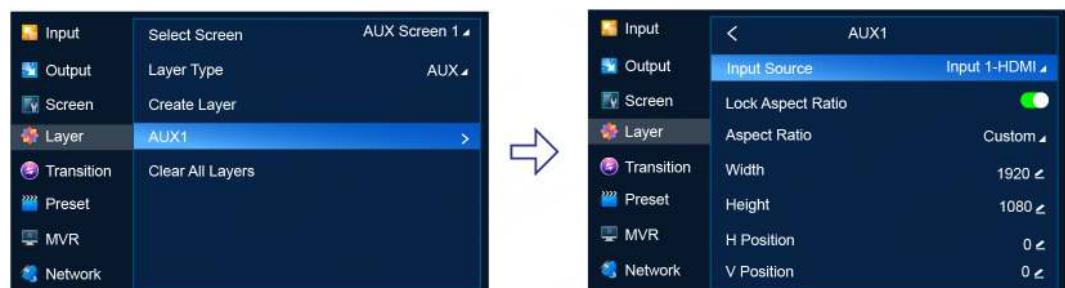 Input
Output
Screen
Layer
Transition
Preset
MVR
Network
Select Screen AUX Screen 1
Layer Type AUX
Create Layer
AUX1 >
Clear All Layers
Input
Output
Screen
Layer
Transition
Preset
MVR
Network
< AUX1
Input Source Input 1-HDMI
Lock Aspect Ratio
Aspect Ratio Custom
Width 1920
Height 1080
H Position 0
V Position 0